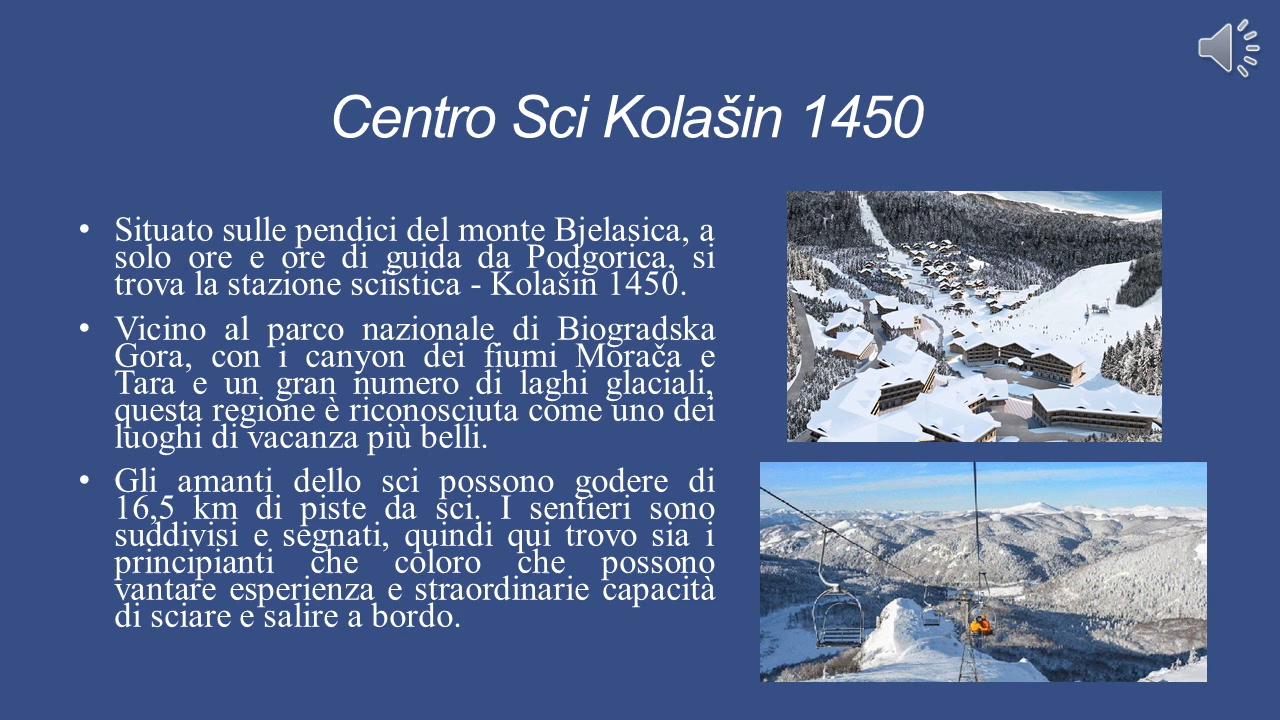 Centro Sci Kolašin 1450
• Situato sulle pendici del monte Bjelasica, a
solo ore e ore di guida da Podgorica, si
trova la stazione sciistica - Kolašin 1450.
• Vicino al parco nazionale di Biogradska
Gora, con i canyon dei fiumi Morača e
Tara e un gran numero di laghi glaciali,
questa regione è riconosciuta come uno dei
luoghi di vacanza più belli.
• Gli amanti dello sci possono godere di
16,5 km di piste da sci. I sentieri sono
suddivisi e segnati, quindi qui trovo sia i
principianti che coloro che possono
vantare esperienza e straordinarie capacità
di sciare e salire a bordo.